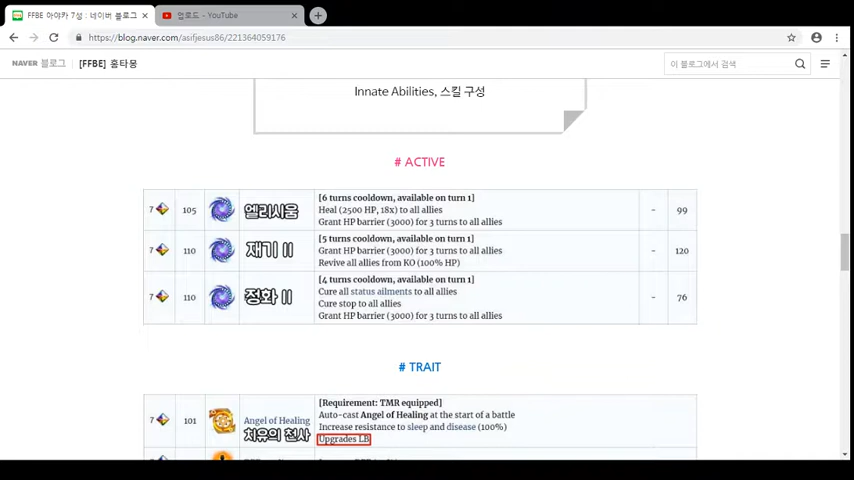 FFBE 아야카 7성 : 네이버 블로그
업로드 - YouTube
https://blog.naver.com/asifjesus86/221364059176
NAVER 블로그
[FFBE] 홀타몽
이 블로그에서 검색
Innate Abilities, 스킬 구성
# ACTIVE
7 105 엘리시움
[6 turns cooldown, available on turn 1]
Heal (2500 HP, 18x) to all allies
Grant HP barrier (3000) for 3 turns to all allies
- 99
7 110 재기 II
[5 turns cooldown, available on turn 1]
Grant HP barrier (3000) for 3 turns to all allies
Revive all allies from KO (100% HP)
- 120
7 110 정화 II
[4 turns cooldown, available on turn 1]
Cure all status ailments to all allies
Cure stop to all allies
Grant HP barrier (3000) for 3 turns to all allies
- 76
# TRAIT
7 101 Angel of Healing
치유의 천사
[Requirement: TMR equipped]
Auto-cast Angel of Healing at the start of a battle
Increase resistance to sleep and disease (100%)
Upgrades LB